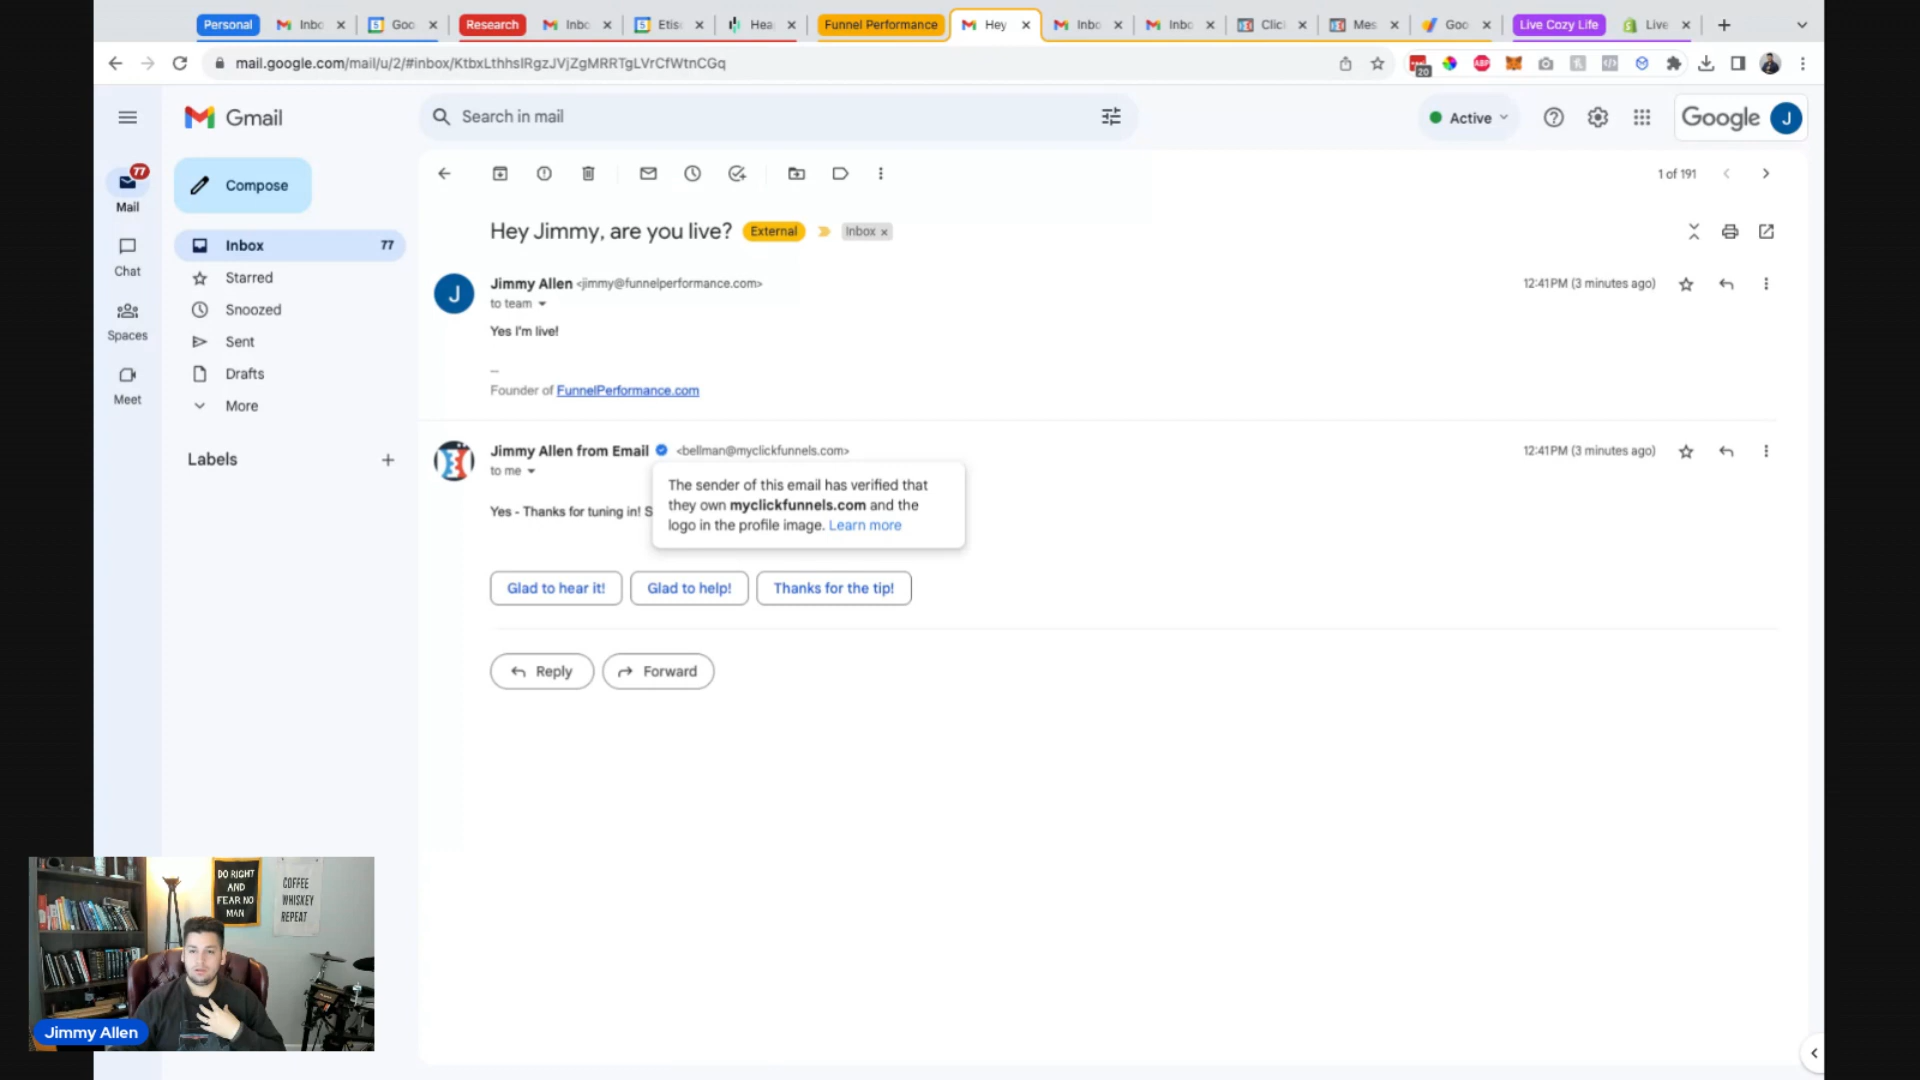 Personal Inbo Goo Research Inbo Etis Hea Funnel Performance Hey Inbo Inbo Clic Mes Goo Live Cozy Life Live
mail.google.com/mail/u/2/#inbox/KtbxLthhsIRgzJVjZgMRRTgLVrCfWtnCGq
20
ABP
Gmail
Search in mail
Active
Google J
77
Mail
Chat
Spaces
Meet
Compose
Inbox 77
Starred
Snoozed
Sent
Drafts
More
Labels
1 of 191
Hey Jimmy, are you live? External Inbox x
J
Jimmy Allen <jimmy@funnelperformance.com> 12:41 PM (3 minutes ago)
to team
Yes I'm live!
--
Founder of FunnelPerformance.com
Jimmy Allen from Email <bellman@myclickfunnels.com> 12:41 PM (3 minutes ago)
to me
Yes - Thanks for tuning in! S
The sender of this email has verified that
they own myclickfunnels.com and the
logo in the profile image. Learn more
Glad to hear it! Glad to help! Thanks for the tip!
Reply Forward
DO RIGHT
AND
FEAR NO
MAN
COFFEE
WHISKEY
REPEAT
Jimmy Allen